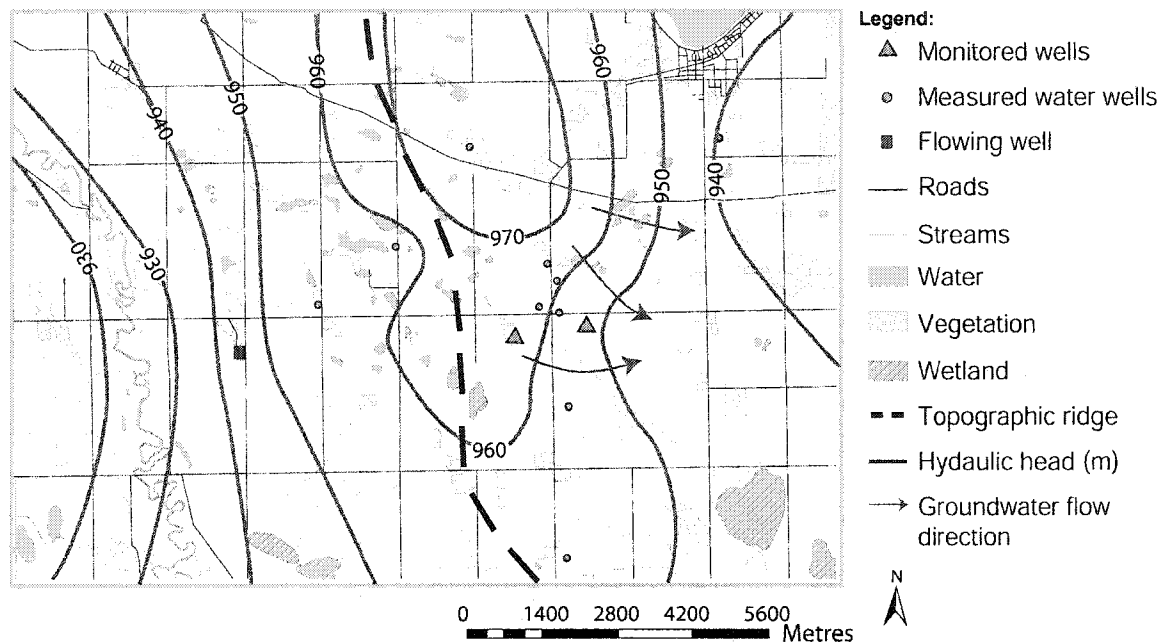 Legend:
Monitored wells
Measured water wells
Flowing well
Roads
Streams
Water
Vegetation
Wetland
Topographic ridge
Hydaulic head (m)
Groundwater flow
direction
N
960
950
940
960
950
940
970
930
930
960
0 1400 2800 4200 5600
Metres